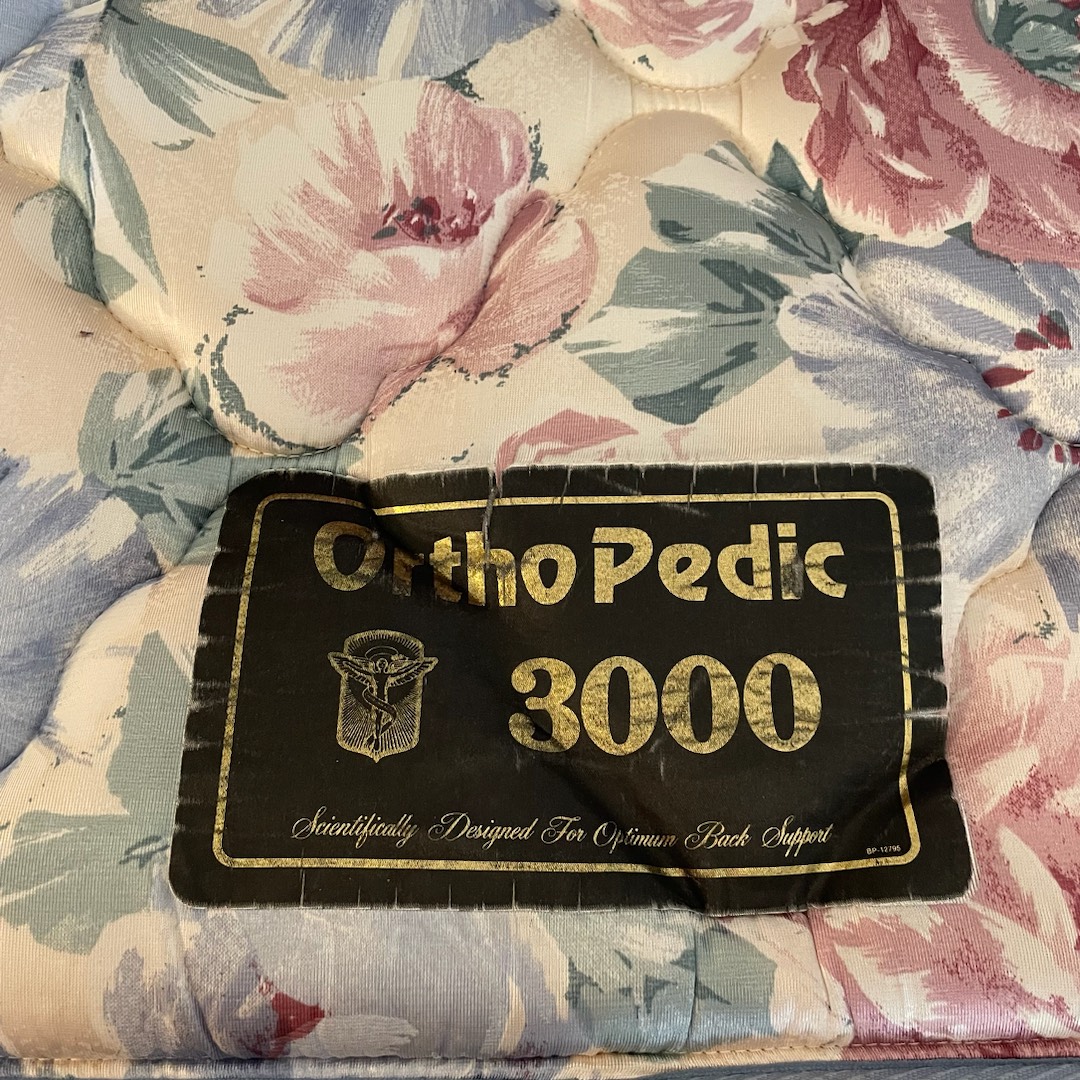 OrthoPedic
3000
Scientifically Designed For Optimum Back Support
BP-12795